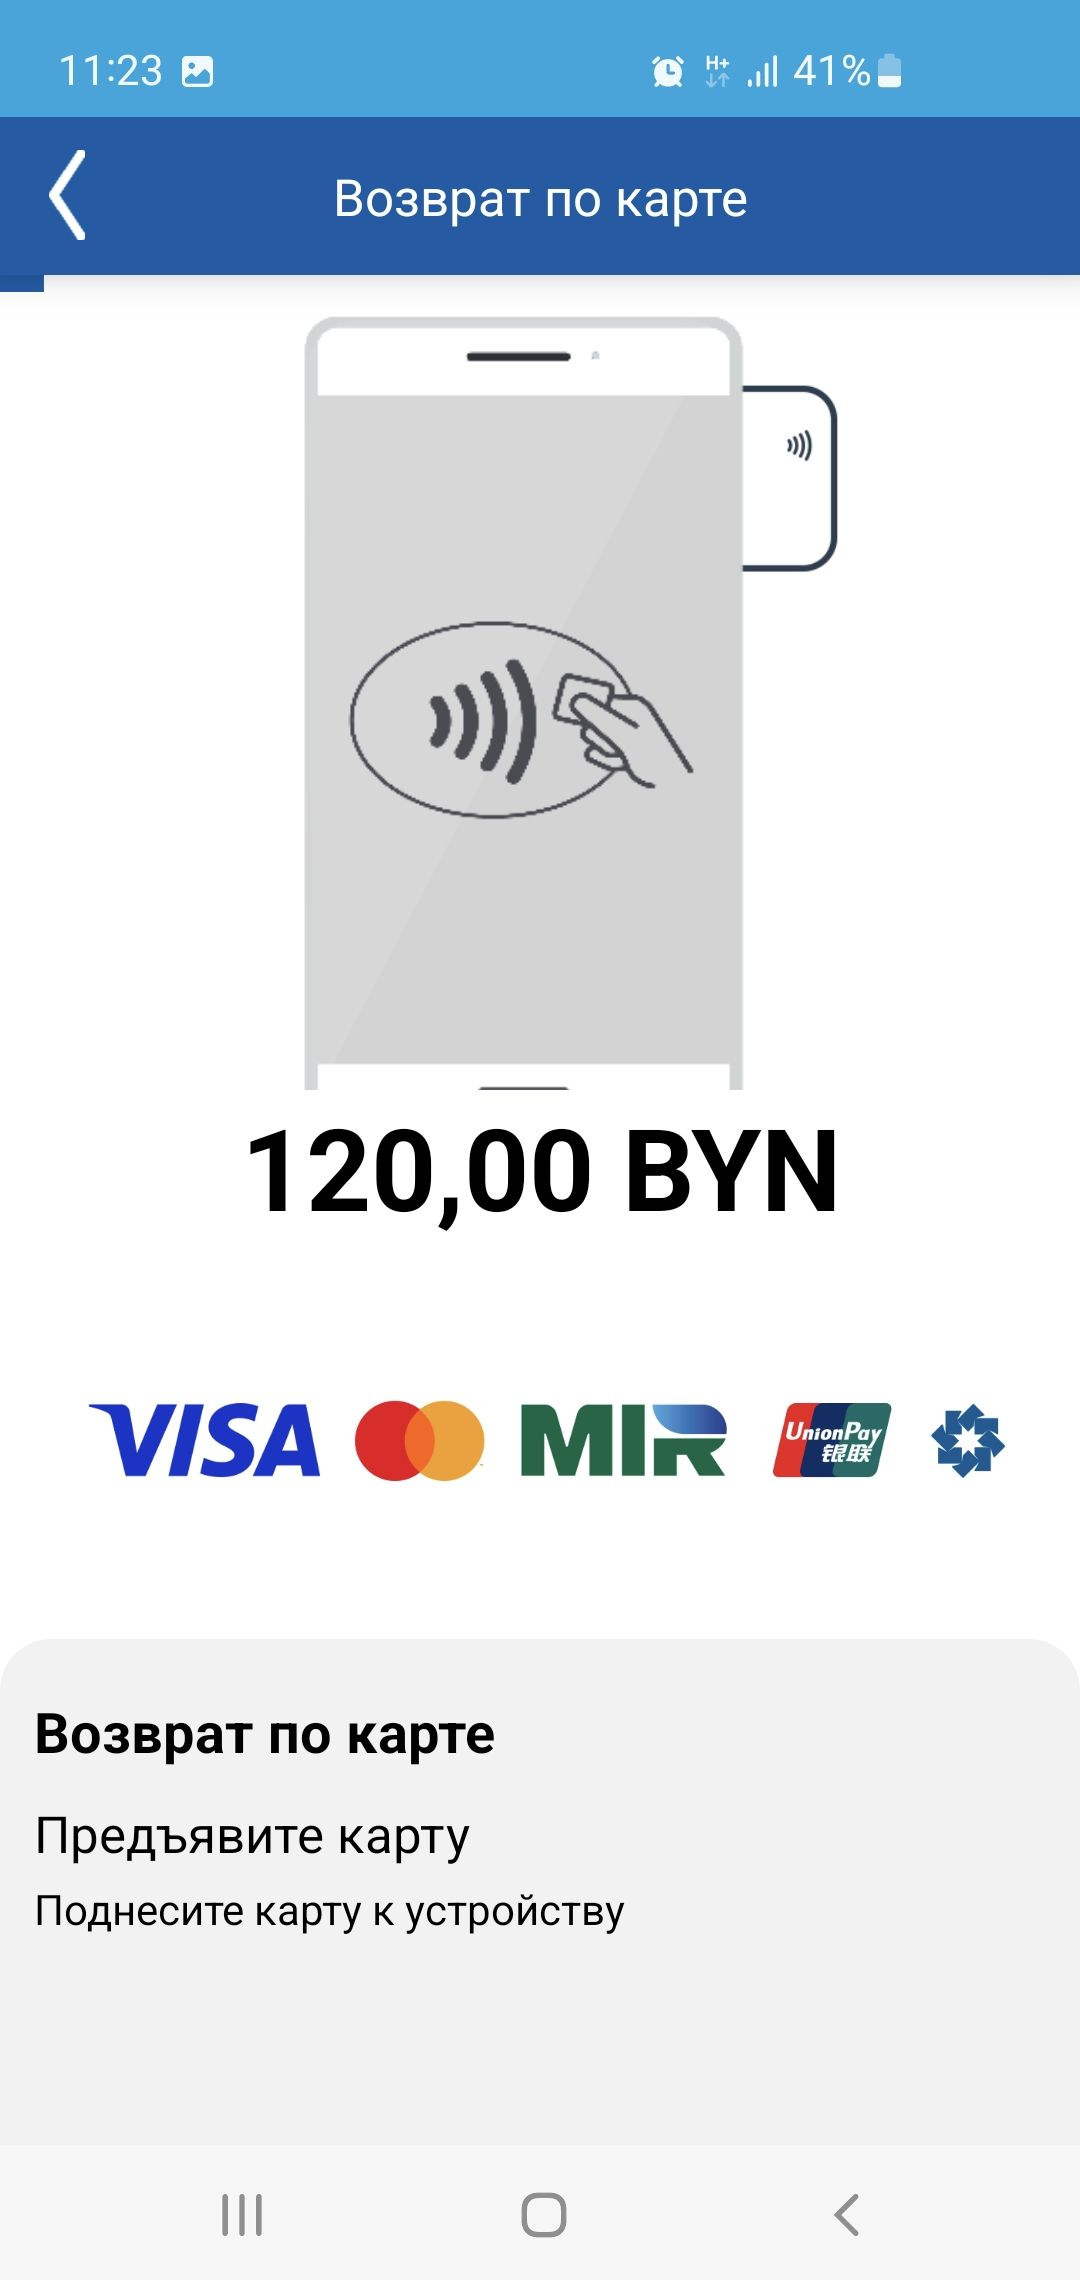 11:23
H+
41%
Возврат по карте
120,00 BYN
VISA
MIR
UnionPay
银联
Возврат по карте
Предъявите карту
Поднесите карту к устройству